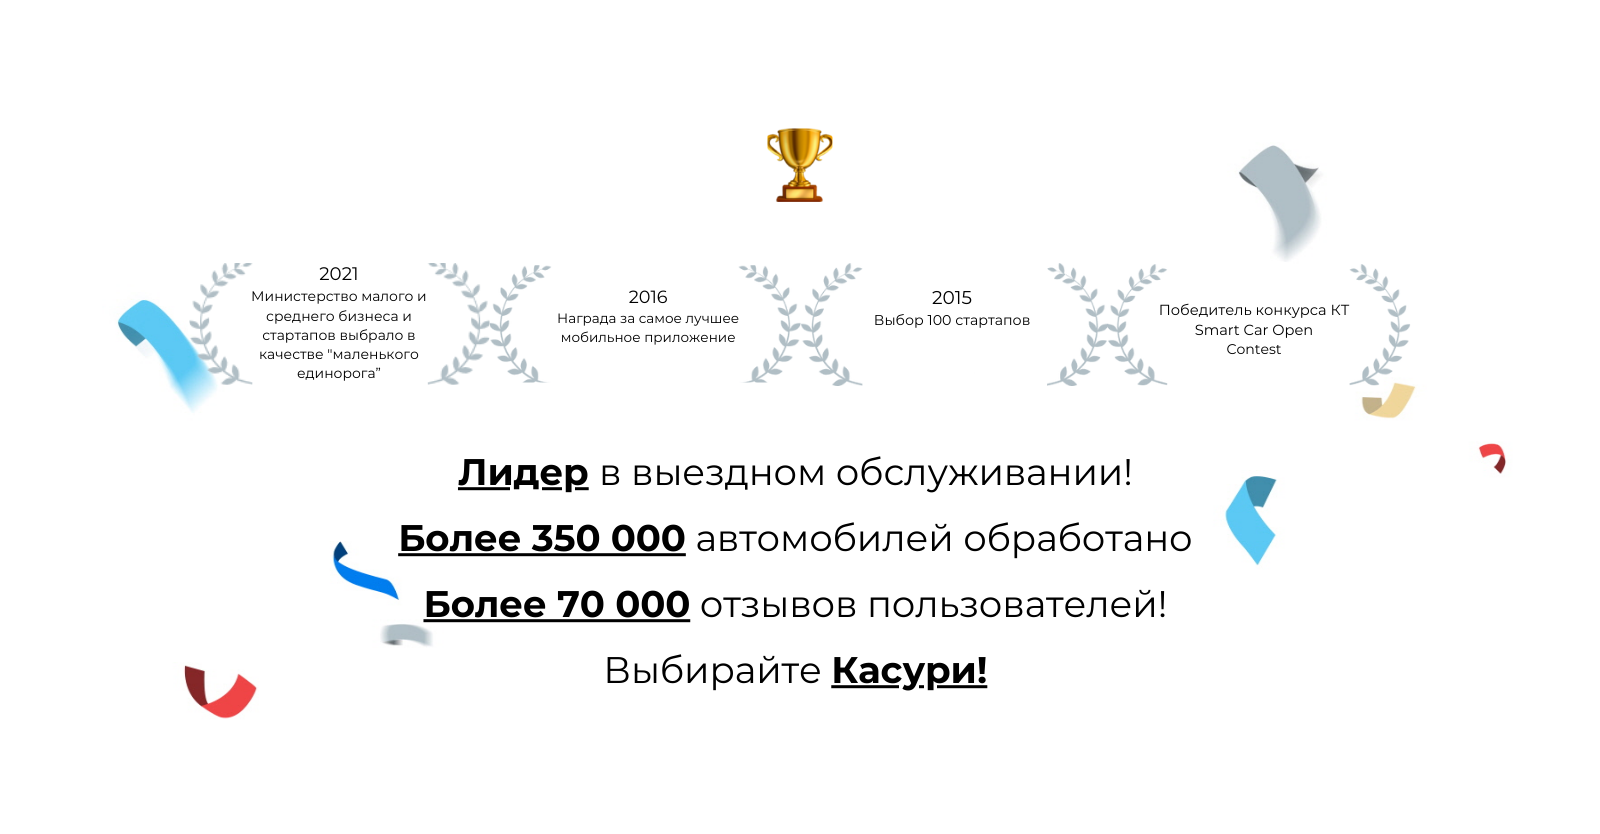 2021
Министерство малого и
среднего бизнеса и
стартапов выбрало в
качестве "маленького
единорога”
2016
Награда за самое лучшее
мобильное приложение
2015
Выбор 100 стартапов
Победитель конкурса КТ
Smart Car Open
Contest
Лидер в выездном обслуживании!
Более 350 000 автомобилей обработано
Более 70 000 отзывов пользователей!
Выбирайте Касури!